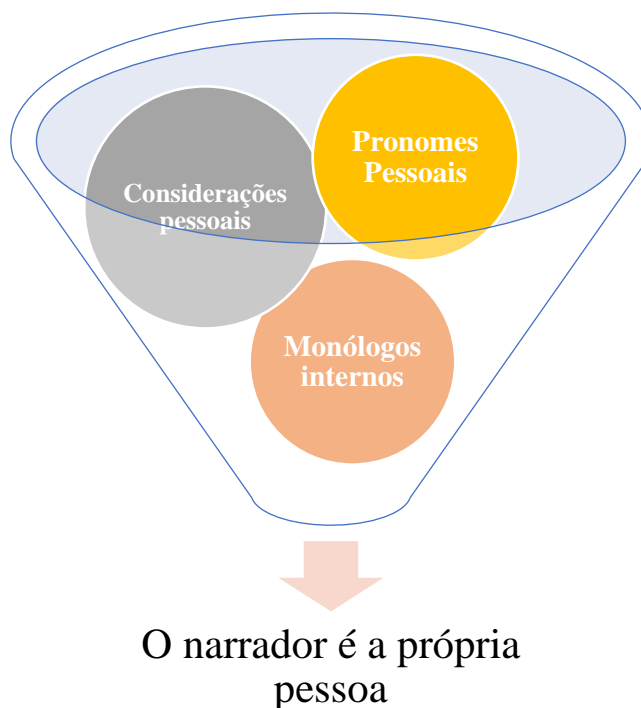 Pronomes
Pessoais
Considerações
pessoais
Monólogos
internos
O narrador é a própria
pessoa